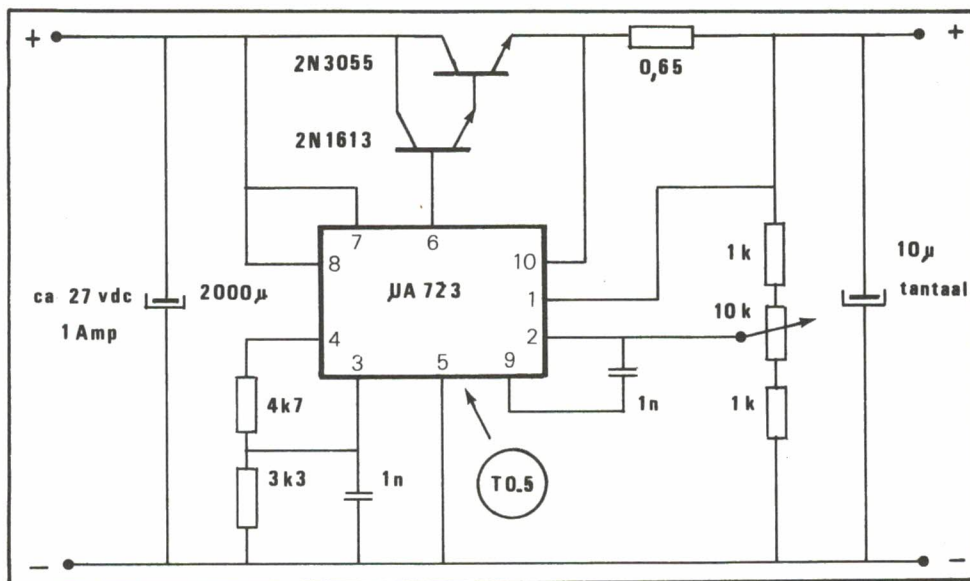 +
+
2N3055
0,65
2N1613
7
6
8
10
1k
10µ
ca 27 vdc
2000µ
µA 723
1
tantaal
1 Amp
10k
4
2
3
5
9
4k7
1n
1k
3k3
1n
TO.5
−
−